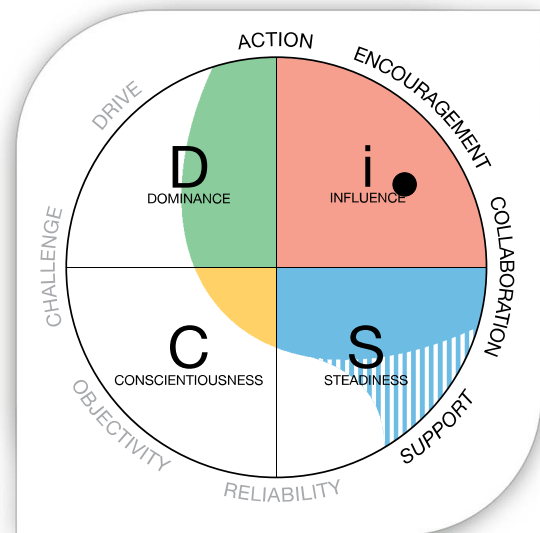 ACTION
ENCOURAGEMENT
DRIVE
D
DOMINANCE
i
INFLUENCE
CHALLENGE
COLLABORATION
C
CONSCIENTIOUSNESS
S
STEADINESS
OBJECTIVITY
SUPPORT
RELIABILITY